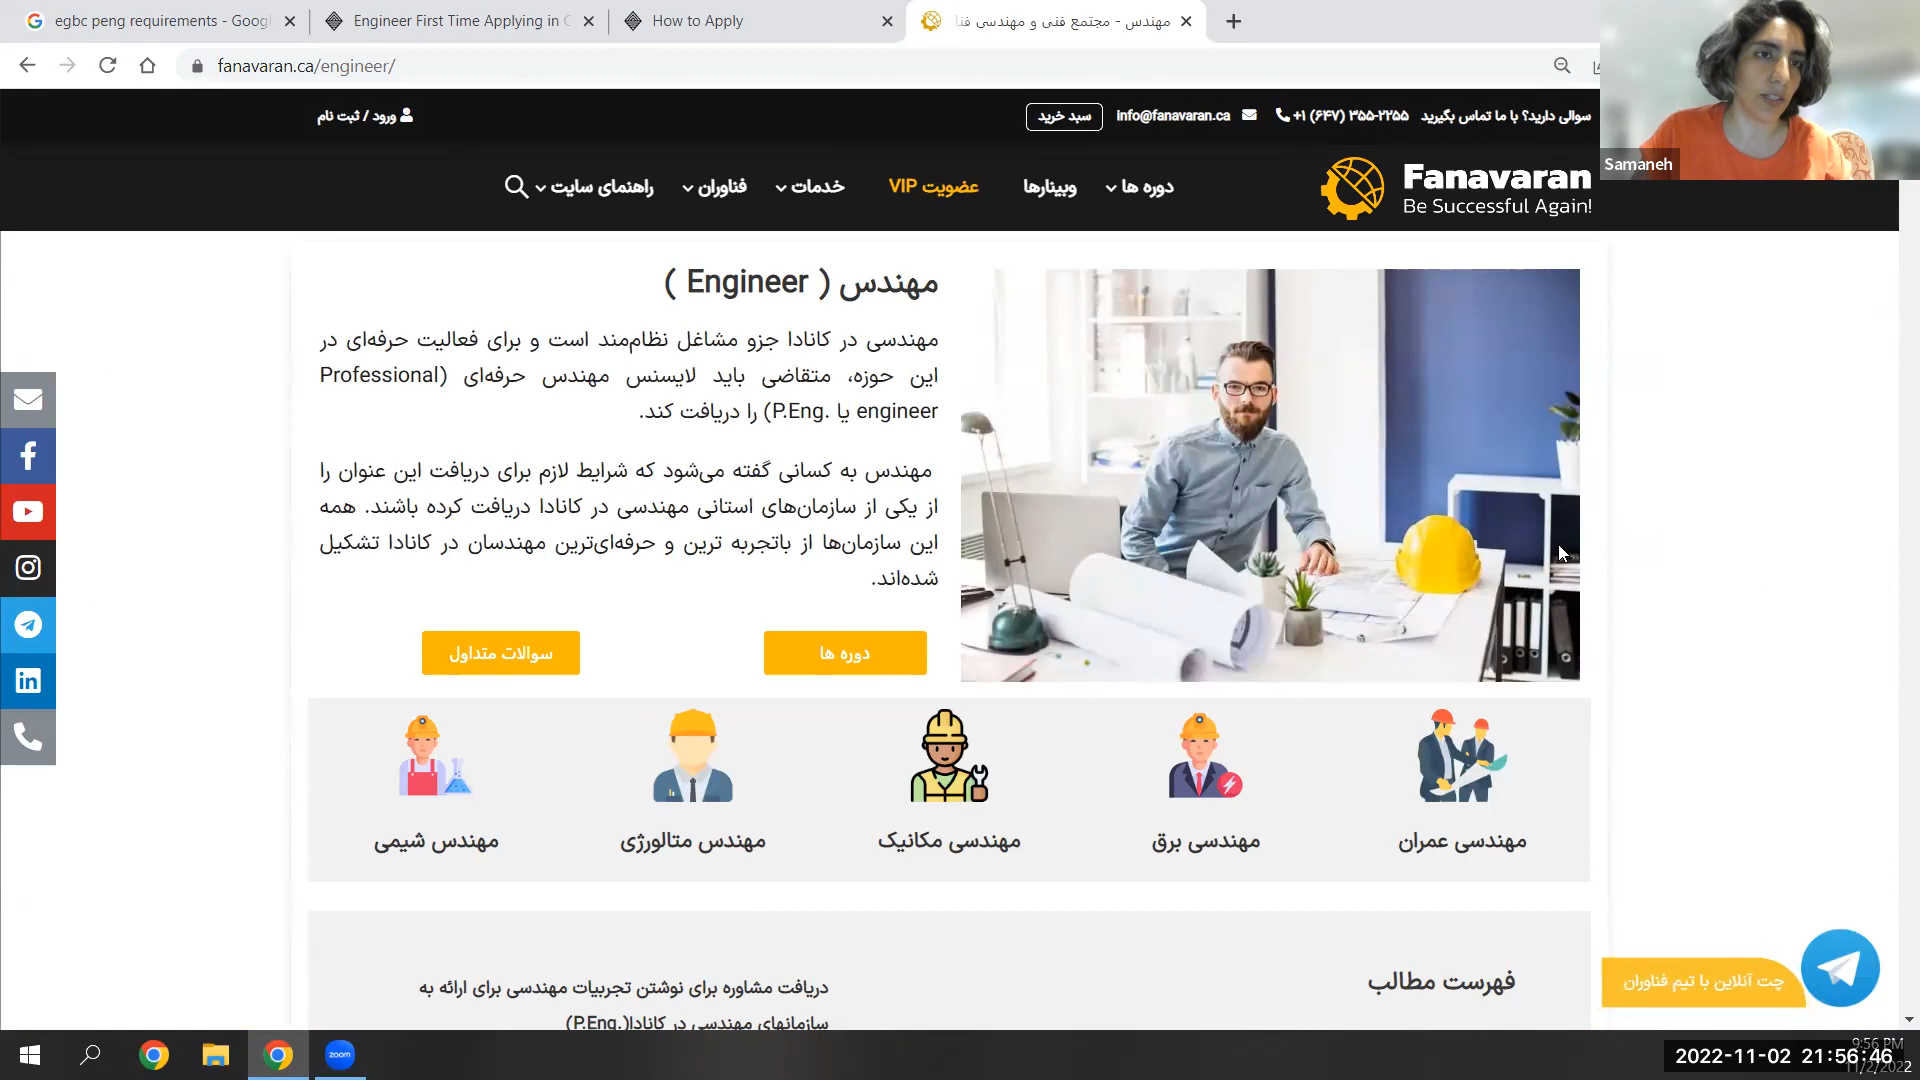 egbc peng requirements - Goog
Engineer First Time Applying in C
How to Apply
مهندس - مجتمع فنی و مهندسی فنا
fanavaran.ca/engineer/
سوالی دارید؟ با ما تماس بگیرید
+۱ (۶۴۷) ۳۵۵-۲۲۵۵
info@fanavaran.ca
سبد خرید
ورود / ثبت نام
Samaneh
Fanavaran
Be Successful Again!
دوره ها
وبینارها
عضویت VIP
خدمات
فناوران
راهنمای سایت
مهندس ( Engineer )
مهندسی در کانادا جزو مشاغل نظام‌مند است و برای فعالیت حرفه‌ای در
این حوزه، متقاضی باید لایسنس مهندس حرفه‌ای (Professional
engineer یا P.Eng.) را دریافت کند.
مهندس به کسانی گفته می‌شود که شرایط لازم برای دریافت این عنوان را
از یکی از سازمان‌های استانی مهندسی در کانادا دریافت کرده باشند. همه
این سازمان‌ها از باتجربه ترین و حرفه‌ای‌ترین مهندسان در کانادا تشکیل
شده‌اند.
دوره ها
سوالات متداول
مهندسی عمران
مهندسی برق
مهندسی مکانیک
مهندس متالورژی
مهندس شیمی
فهرست مطالب
دریافت مشاوره برای نوشتن تجربیات مهندسی برای ارائه به
سازمانهای مهندسی در کانادا(P.Eng.)
چت آنلاین با تیم فناوران
zoom
9:56 PM
2022-11-02 21:56:46
11/2/2022